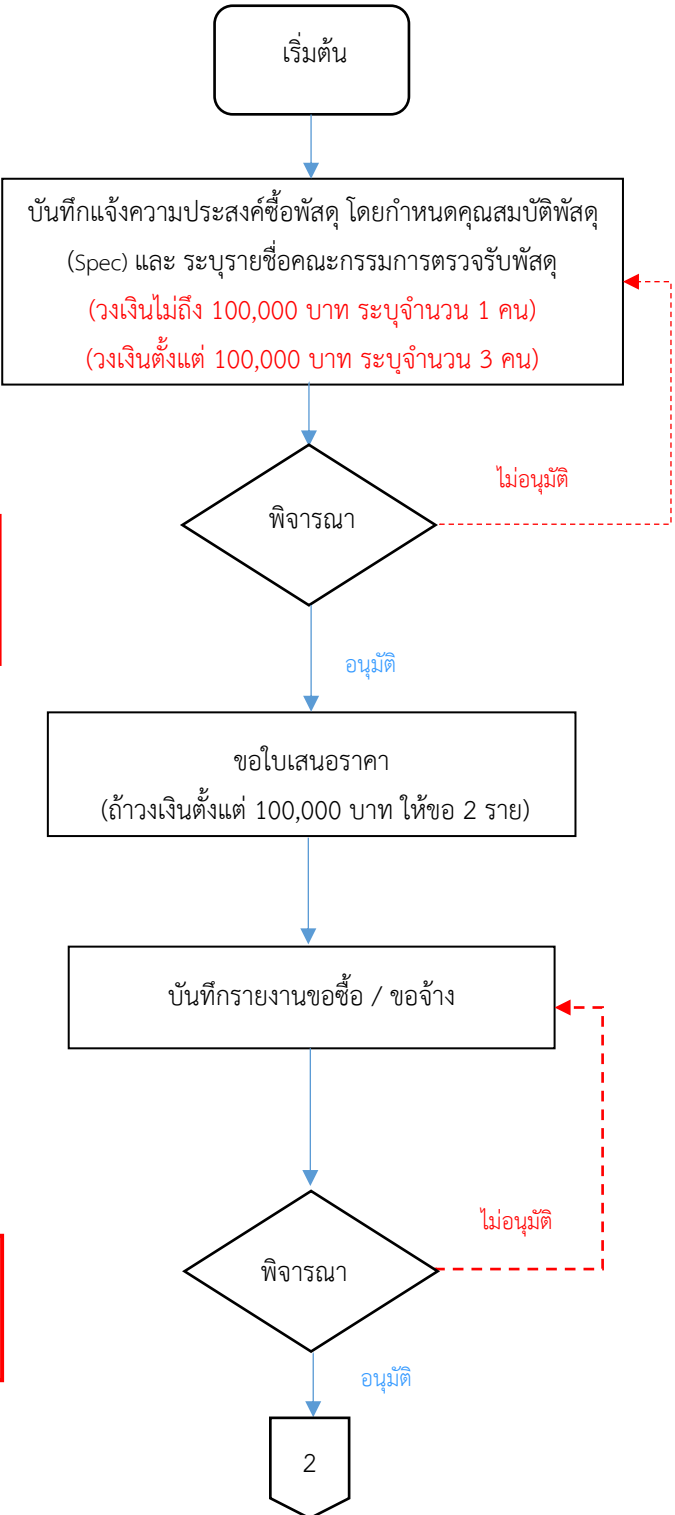 เริ่มต้น
บันทึกแจ้งความประสงค์ซื้อพัสดุ โดยกำหนดคุณสมบัติพัสดุ
(Spec) และ ระบุรายชื่อคณะกรรมการตรวจรับพัสดุ
(วงเงินไม่ถึง 100,000 บาท ระบุจำนวน 1 คน)
(วงเงินตั้งแต่ 100,000 บาท ระบุจำนวน 3 คน)
ไม่อนุมัติ
พิจารณา
อนุมัติ
ขอใบเสนอราคา
(ถ้าวงเงินตั้งแต่ 100,000 บาท ให้ขอ 2 ราย)
บันทึกรายงานขอซื้อ / ขอจ้าง
ไม่อนุมัติ
พิจารณา
อนุมัติ
2